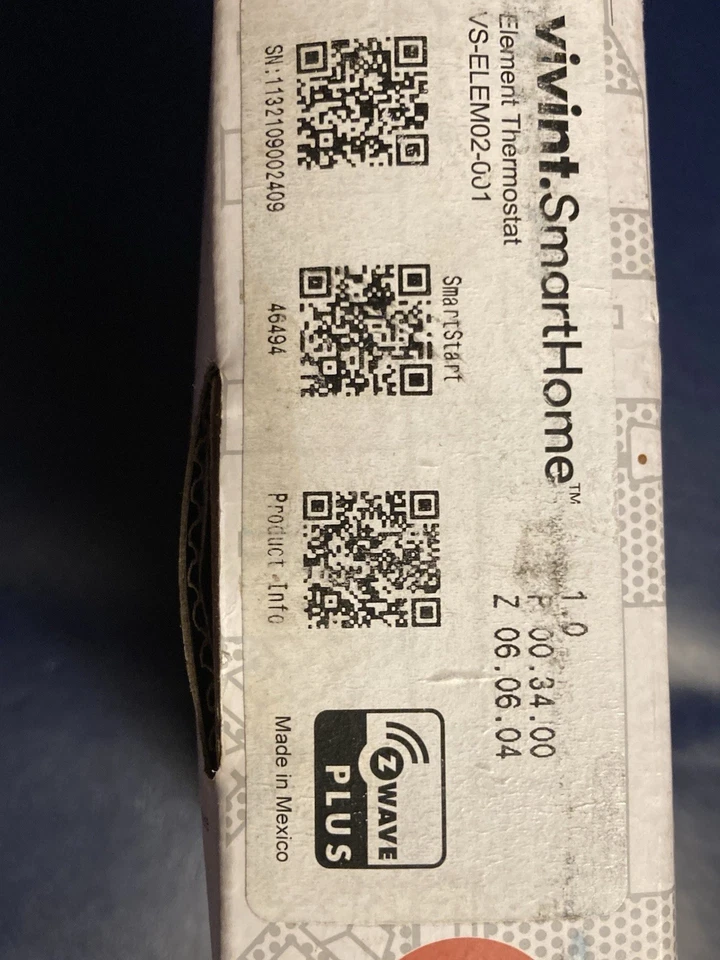 vivint.SmartHome™
Element Thermostat
VS-ELEM02-001
1.0
P 00.34.00
Z 06.06.04
SN:1132109002409
SmartStart
46494
Product Info
Z WAVE
PLUS
Made in Mexico